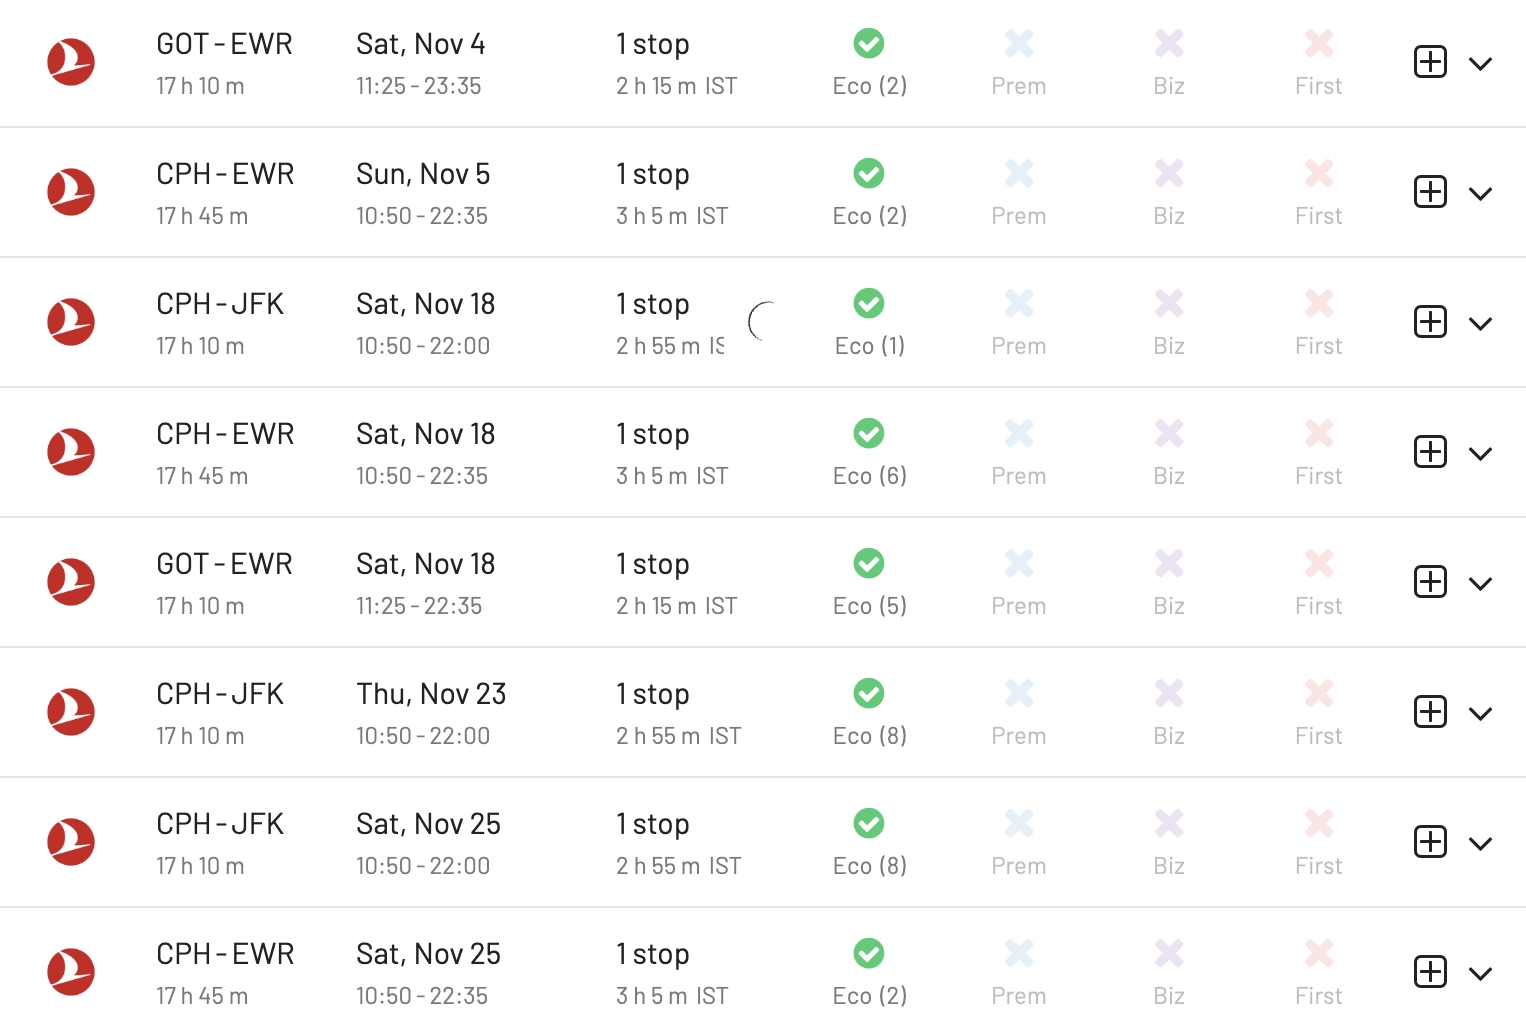 GOT - EWR Sat, Nov 4 1 stop
17 h 10 m 11:25 - 23:35 2 h 15 m IST Eco (2) Prem Biz First
CPH - EWR Sun, Nov 5 1 stop
17 h 45 m 10:50 - 22:35 3 h 5 m IST Eco (2) Prem Biz First
CPH - JFK Sat, Nov 18 1 stop
17 h 10 m 10:50 - 22:00 2 h 55 m Eco (1) Prem Biz First
CPH - EWR Sat, Nov 18 1 stop
17 h 45 m 10:50 - 22:35 3 h 5 m IST Eco (6) Prem Biz First
GOT - EWR Sat, Nov 18 1 stop
17 h 10 m 11:25 - 22:35 2 h 15 m IST Eco (5) Prem Biz First
CPH - JFK Thu, Nov 23 1 stop
17 h 10 m 10:50 - 22:00 2 h 55 m IST Eco (8) Prem Biz First
CPH - JFK Sat, Nov 25 1 stop
17 h 10 m 10:50 - 22:00 2 h 55 m IST Eco (8) Prem Biz First
CPH - EWR Sat, Nov 25 1 stop
17 h 45 m 10:50 - 22:35 3 h 5 m IST Eco (2) Prem Biz First